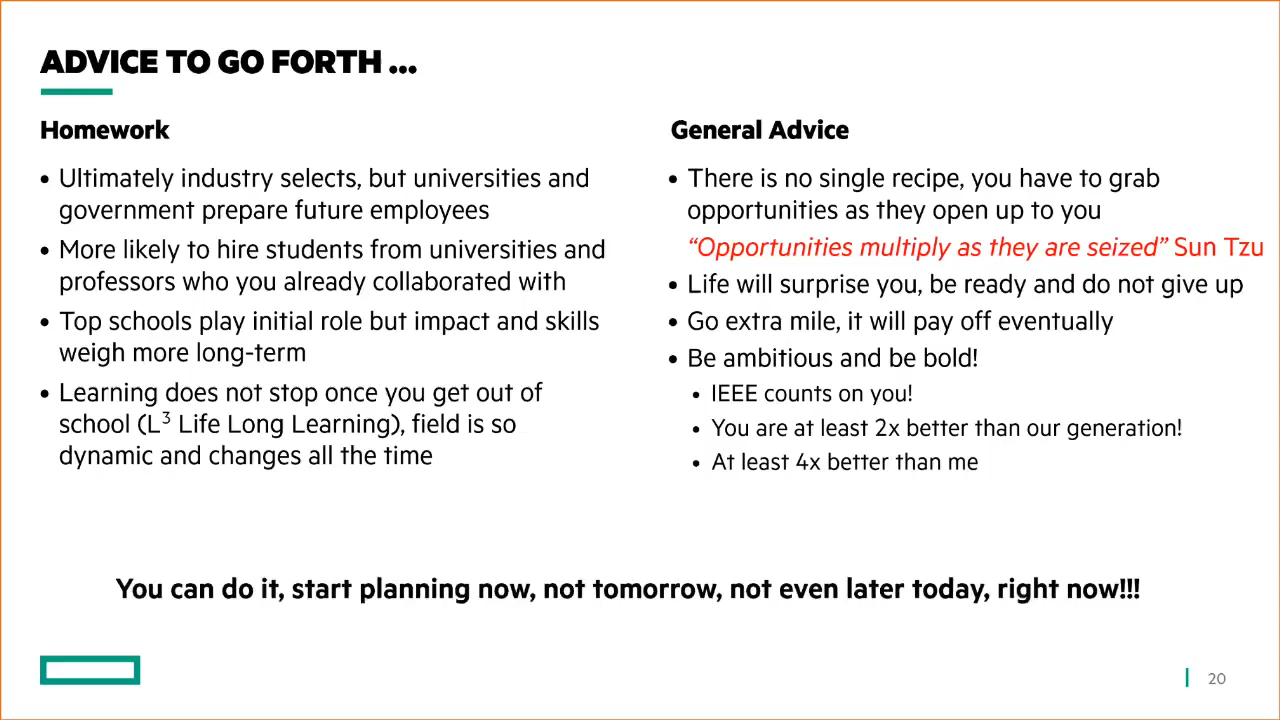 ADVICE TO GO FORTH ...
Homework
• Ultimately industry selects, but universities and
government prepare future employees
• More likely to hire students from universities and
professors who you already collaborated with
• Top schools play initial role but impact and skills
weigh more long-term
• Learning does not stop once you get out of
school (L³ Life Long Learning), field is so
dynamic and changes all the time
General Advice
• There is no single recipe, you have to grab
opportunities as they open up to you
“Opportunities multiply as they are seized” Sun Tzu
• Life will surprise you, be ready and do not give up
• Go extra mile, it will pay off eventually
• Be ambitious and be bold!
• IEEE counts on you!
• You are at least 2x better than our generation!
• At least 4x better than me
You can do it, start planning now, not tomorrow, not even later today, right now!!!
20